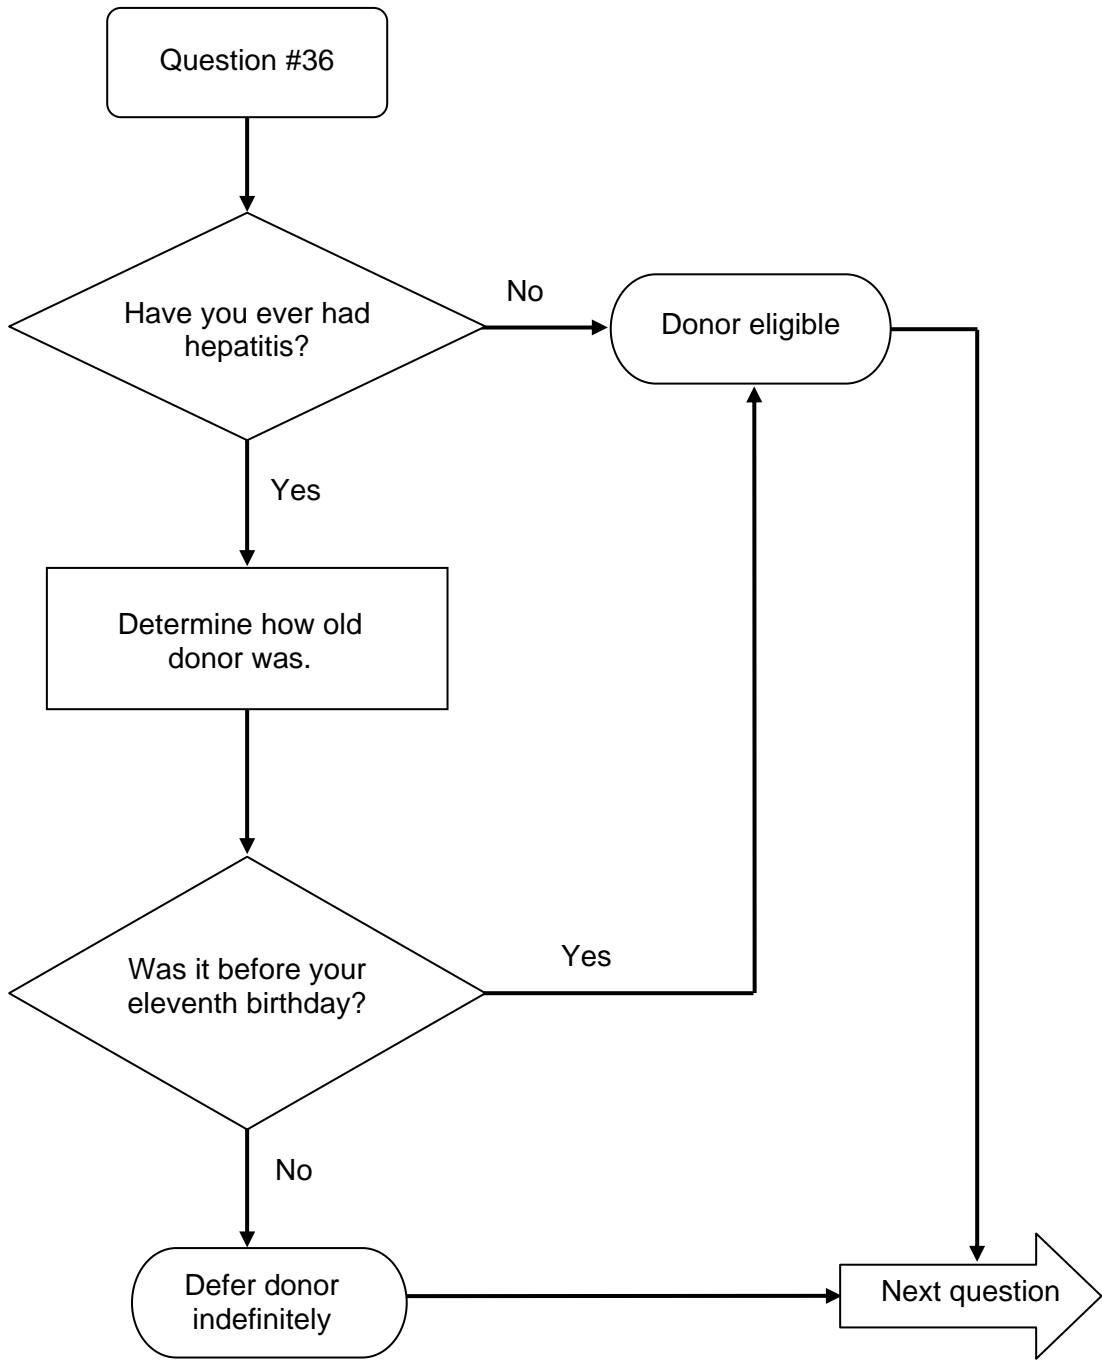 Question #36
Have you ever had
hepatitis?
No
Donor eligible
Yes
Determine how old
donor was.
Was it before your
eleventh birthday?
Yes
No
Defer donor
indefinitely
Next question